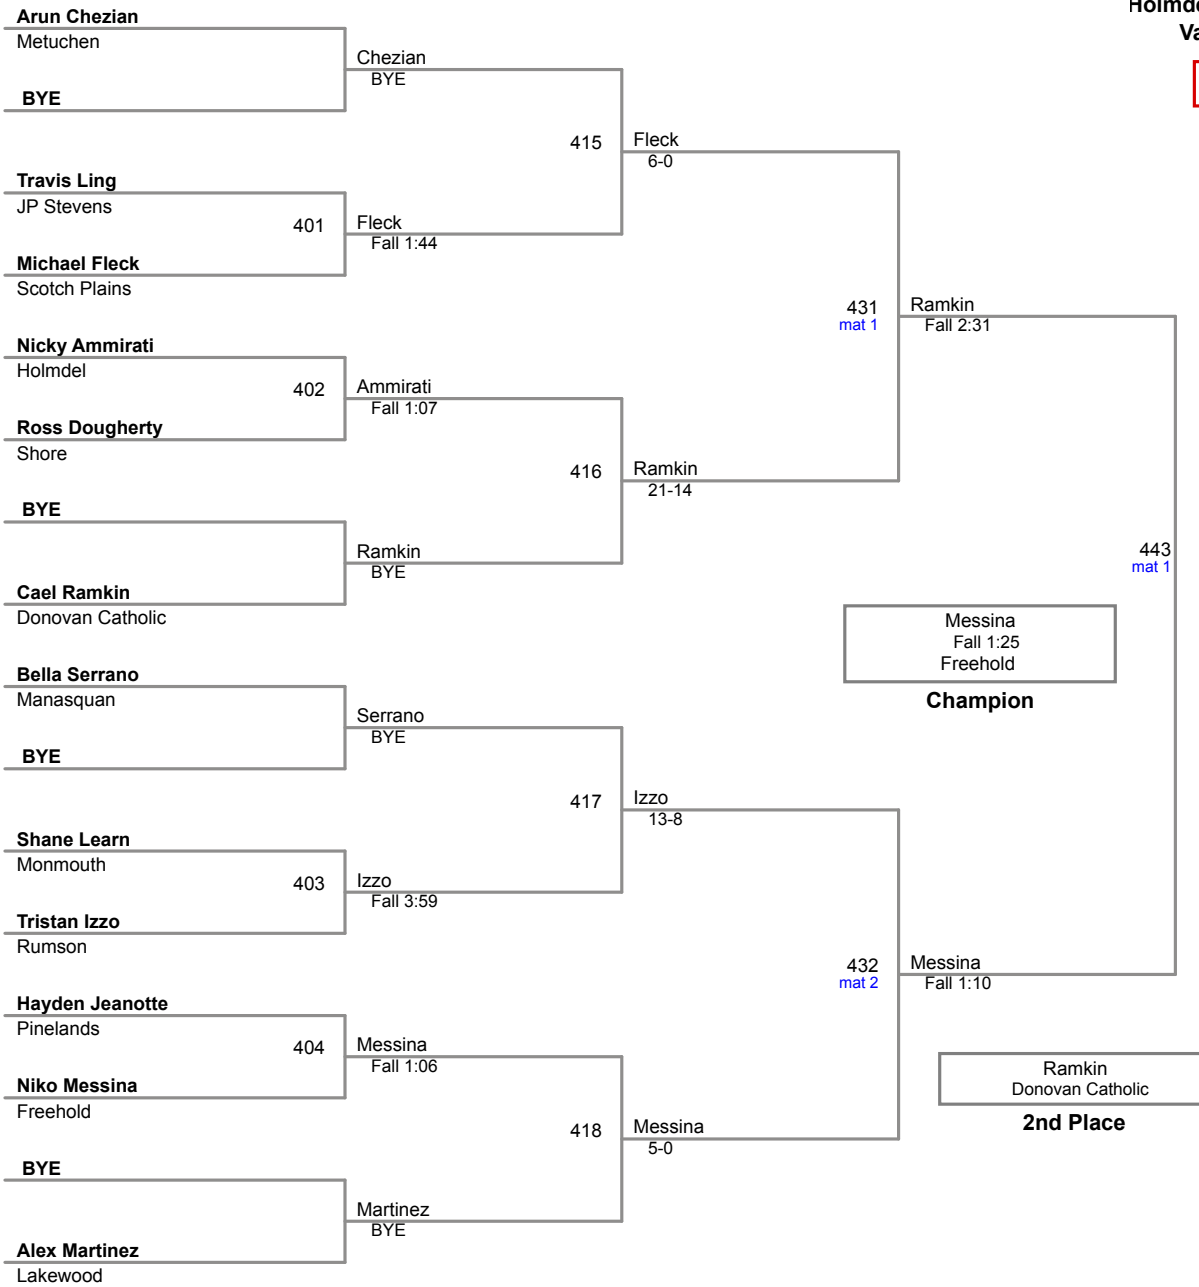 Arun Chezian
Metuchen
BYE
Travis Ling
JP Stevens
Michael Fleck
Scotch Plains
Nicky Ammirati
Holmdel
Ross Dougherty
Shore
BYE
Cael Ramkin
Donovan Catholic
Bella Serrano
Manasquan
BYE
Shane Learn
Monmouth
Tristan Izzo
Rumson
Hayden Jeanotte
Pinelands
Niko Messina
Freehold
BYE
Alex Martinez
Lakewood
401
402
403
404
Chezian
BYE
Fleck
Fall 1:44
Ammirati
Fall 1:07
Ramkin
BYE
Serrano
BYE
Izzo
Fall 3:59
Messina
Fall 1:06
Martinez
BYE
415
416
417
418
Fleck
6-0
Ramkin
21-14
Izzo
13-8
Messina
5-0
431
mat 1
432
mat 2
Ramkin
Fall 2:31
Messina
Fall 1:10
443
mat 1
Messina
Fall 1:25
Freehold
Champion
Ramkin
Donovan Catholic
2nd Place